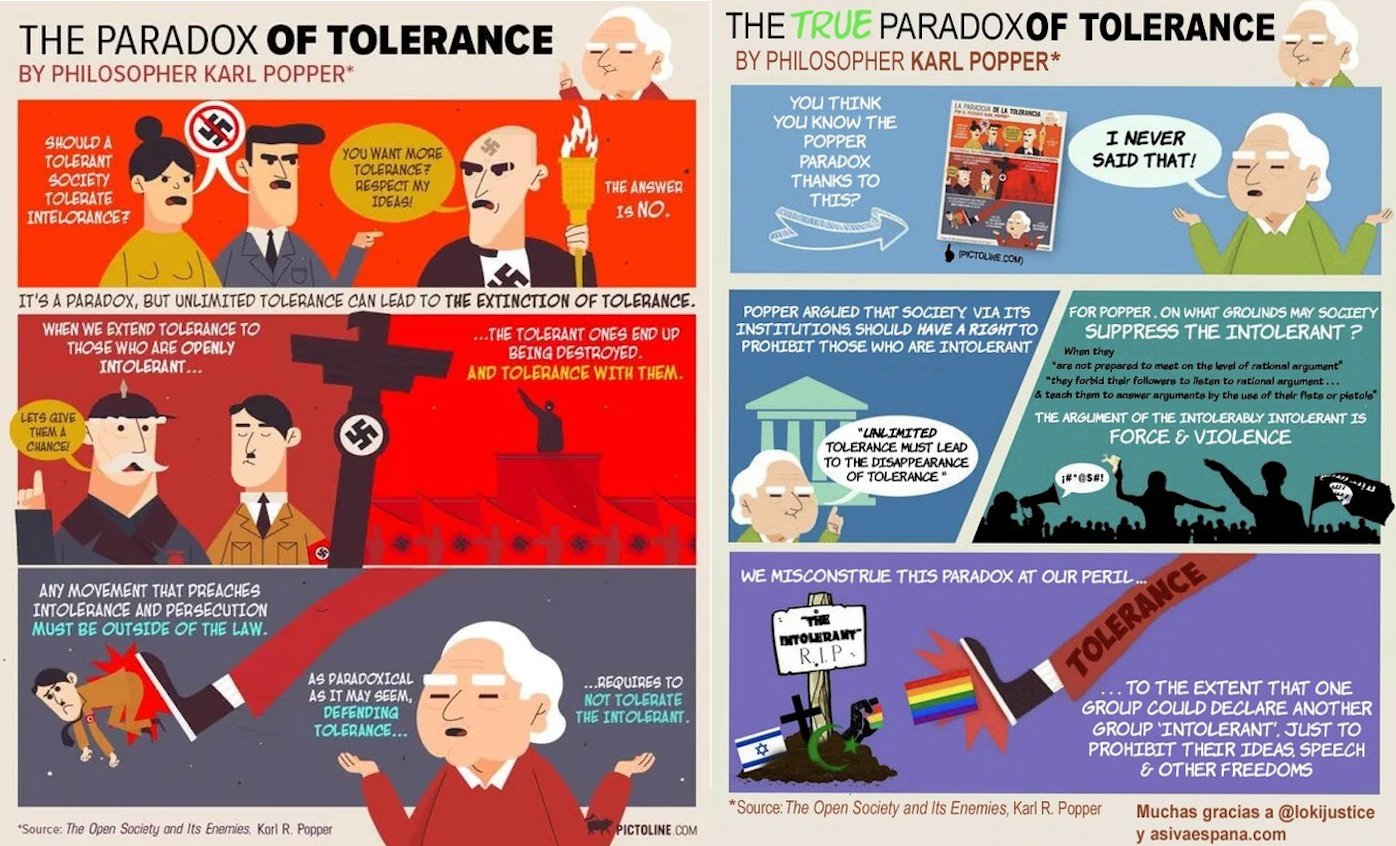 THE PARADOX OF TOLERANCE
BY PHILOSOPHER KARL POPPER*
SHOULD A
TOLERANT
SOCIETY
TOLERATE
INTELORANCE?
YOU WANT MORE
TOLERANCE?
RESPECT MY
IDEAS!
THE ANSWER
IS NO.
IT'S A PARADOX, BUT UNLIMITED TOLERANCE CAN LEAD TO THE EXTINCTION OF TOLERANCE.
WHEN WE EXTEND TOLERANCE TO
THOSE WHO ARE OPENLY
INTOLERANT...
LETS GIVE
THEM A
CHANCE!
...THE TOLERANT ONES END UP
BEING DESTROYED.
AND TOLERANCE WITH THEM.
ANY MOVEMENT THAT PREACHES
INTOLERANCE AND PERSECUTION
MUST BE OUTSIDE OF THE LAW.
AS PARADOXICAL
AS IT MAY SEEM,
DEFENDING
TOLERANCE...
...REQUIRES TO
NOT TOLERATE
THE INTOLERANT.
*Source: The Open Society and Its Enemies, Karl R. Popper
PICTOLINE.COM
THE TRUE PARADOX OF TOLERANCE
BY PHILOSOPHER KARL POPPER*
YOU THINK
YOU KNOW THE
POPPER
PARADOX
THANKS TO
THIS?
LA PARADOJA DE LA TOLERANCIA
(PICTOLINE.COM)
I NEVER
SAID THAT!
POPPER ARGUED THAT SOCIETY, VIA ITS
INSTITUTIONS, SHOULD HAVE A RIGHT TO
PROHIBIT THOSE WHO ARE INTOLERANT
"UNLIMITED
TOLERANCE MUST LEAD
TO THE DISAPPEARANCE
OF TOLERANCE"
FOR POPPER, ON WHAT GROUNDS MAY SOCIETY
SUPPRESS THE INTOLERANT?
When they
"are not prepared to meet on the level of rational argument"
"they forbid their followers to listen to rational argument ...
& teach them to answer arguments by the use of their fists or pistols"
THE ARGUMENT OF THE INTOLERABLY INTOLERANT IS
FORCE & VIOLENCE
¡#*@$#!
WE MISCONSTRUE THIS PARADOX AT OUR PERIL...
"THE
INTOLERANT"
R.I.P
TOLERANCE
...TO THE EXTENT THAT ONE
GROUP COULD DECLARE ANOTHER
GROUP 'INTOLERANT', JUST TO
PROHIBIT THEIR IDEAS, SPEECH
& OTHER FREEDOMS
*Source: The Open Society and Its Enemies, Karl R. Popper
Muchas gracias a @lokijustice
y asivaespana.com